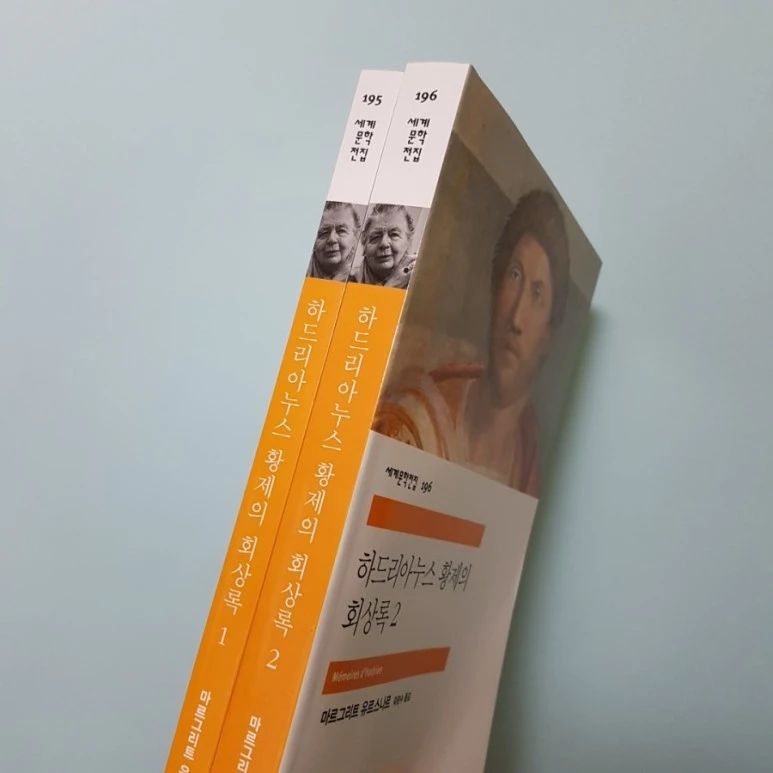 195
세계
문학
전집
하드리아누스 황제의 회상록 1
마르그리트
196
세계
문학
전집
하드리아누스 황제의 회상록 2
마르그리
세계문학전집 196
하드리아누스 황제의
회상록 2
Mémoires d'Hadrien
마르그리트 유르스나르